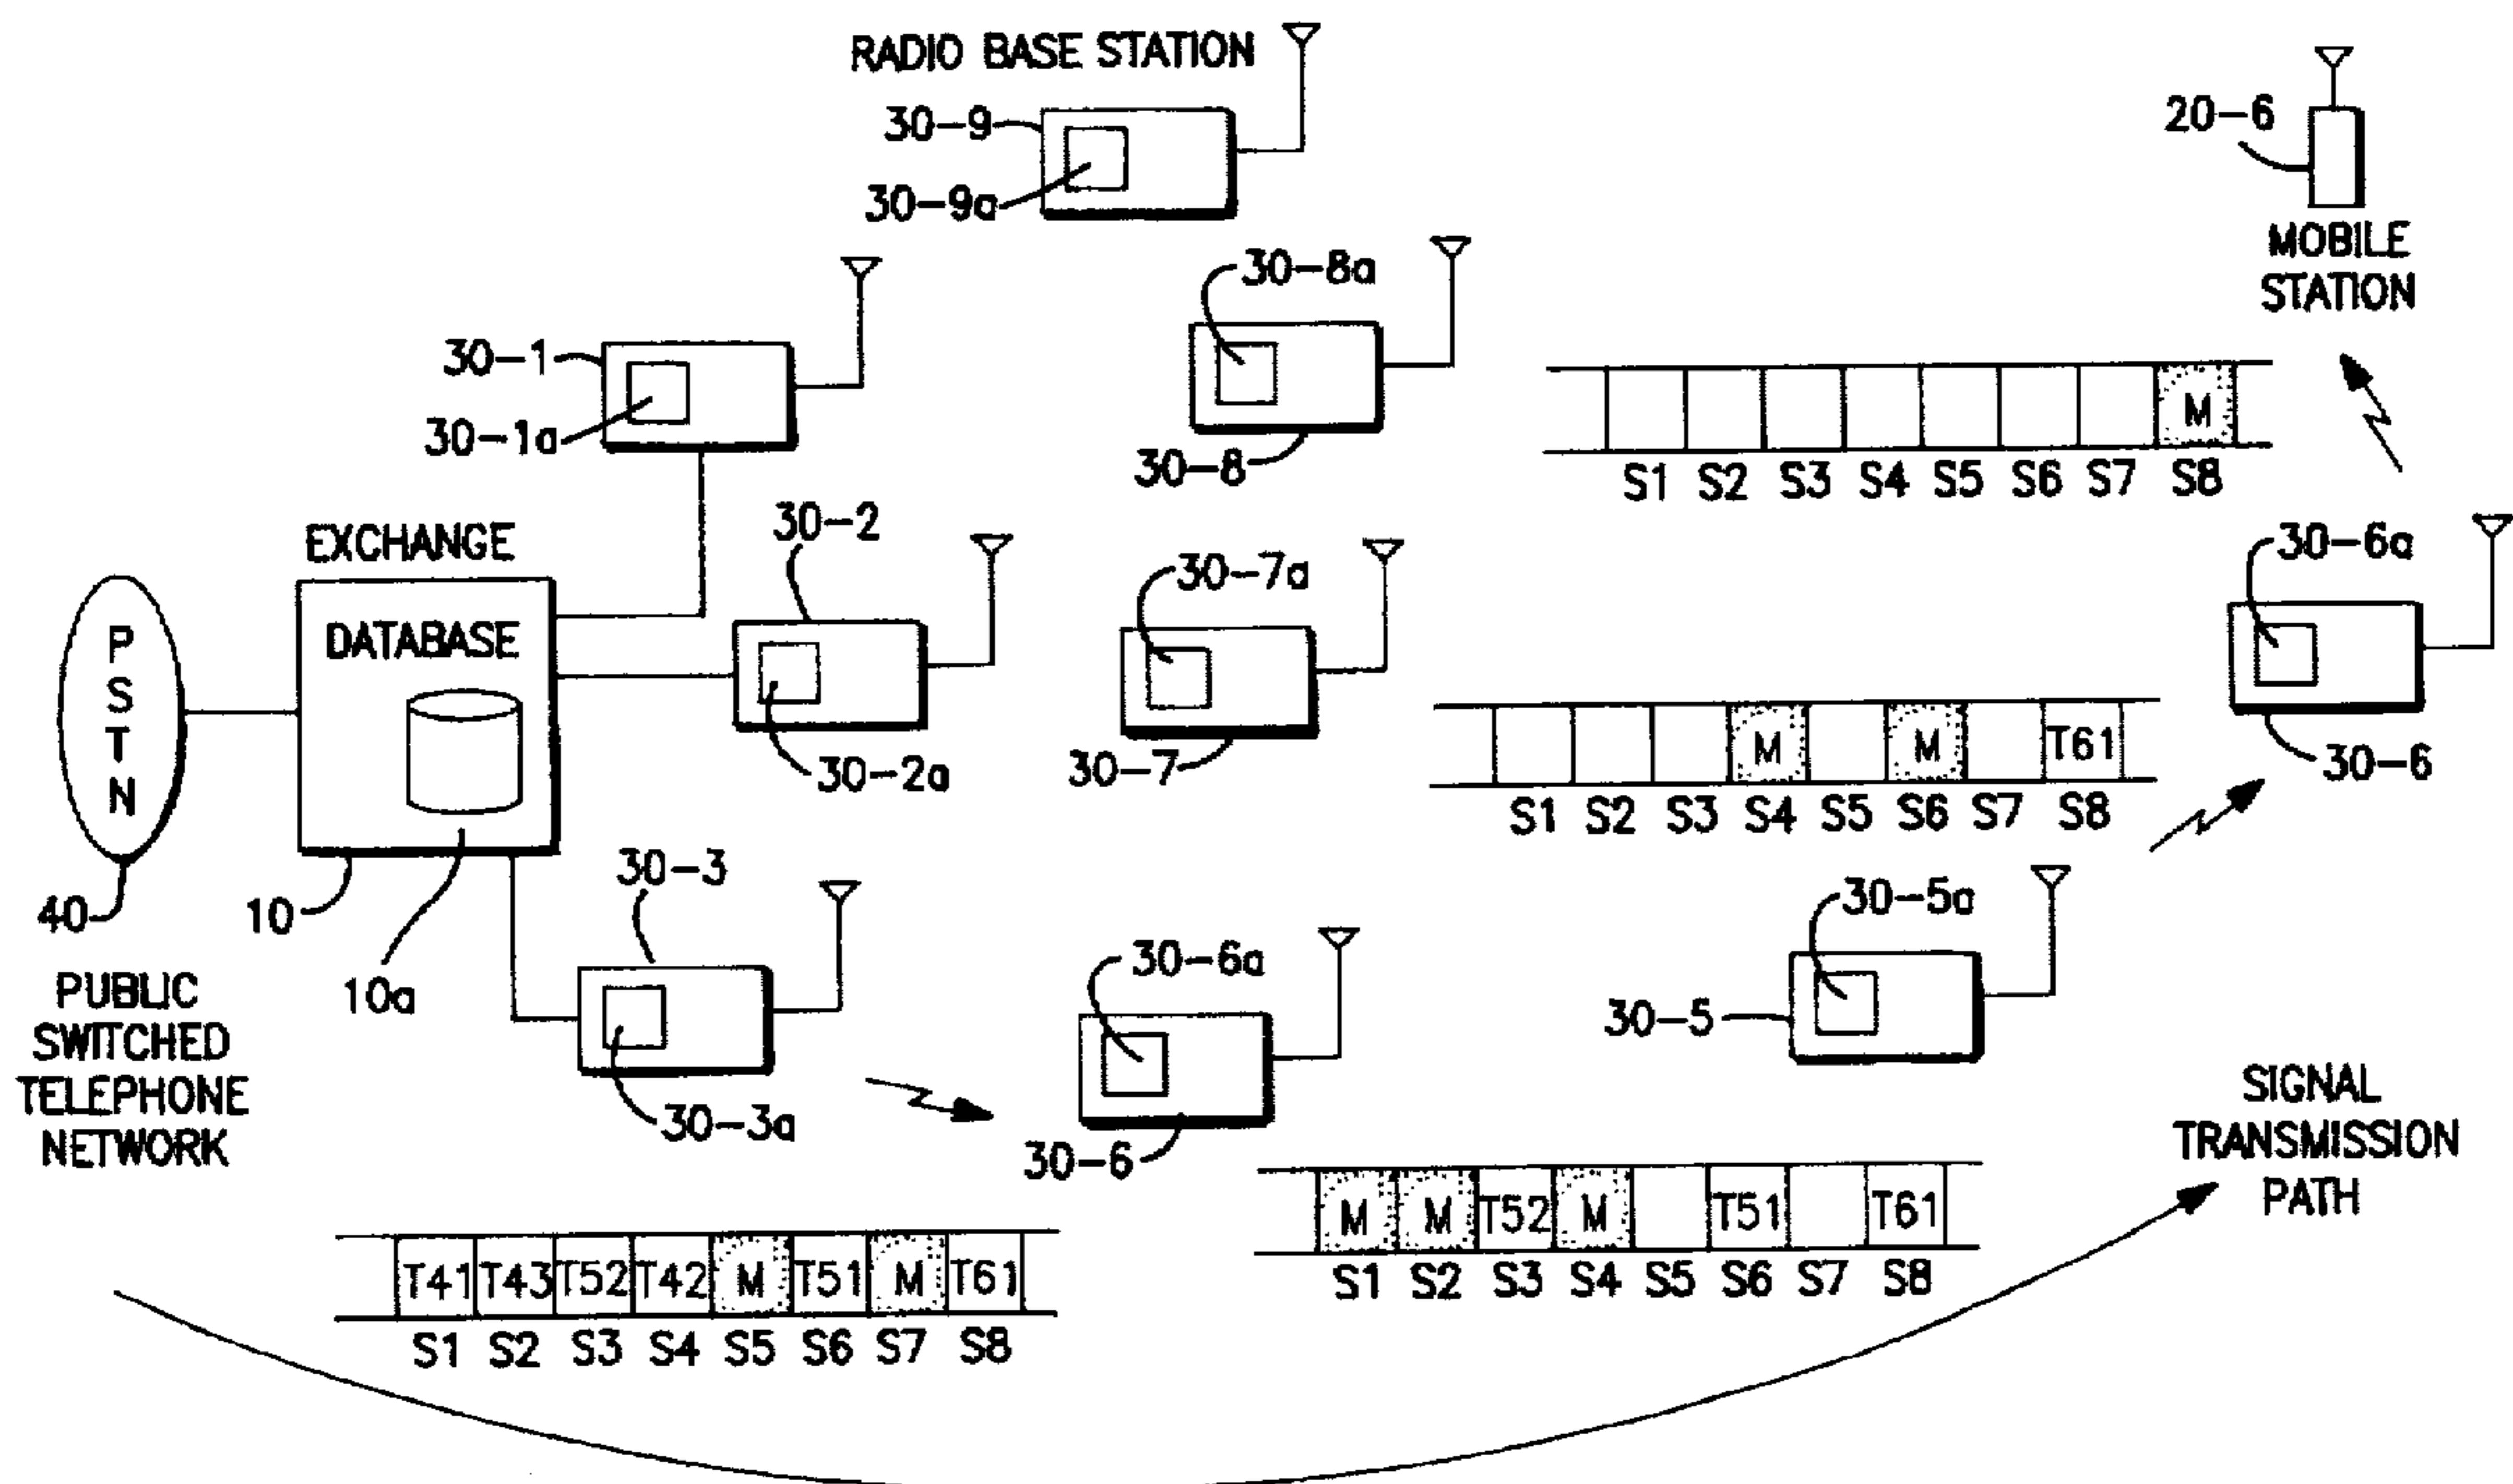 RADIO BASE STATION
30-9
30-9a
20-6
MOBILE
STATION
30-8a
30-8
30-1
30-1a
M
S1 S2 S3 S4 S5 S6 S7 S8
EXCHANGE
DATABASE
PSTN
40
10
10a
30-2
30-2a
30-7a
30-7
30-6a
30-6
M M T61
S1 S2 S3 S4 S5 S6 S7 S8
30-3
30-3a
30-6a
30-6
30-5a
30-5
PUBLIC
SWITCHED
TELEPHONE
NETWORK
SIGNAL
TRANSMISSION
PATH
M M T52 M T51 T61
S1 S2 S3 S4 S5 S6 S7 S8
T41 T43 T52 T42 M T51 M T61
S1 S2 S3 S4 S5 S6 S7 S8